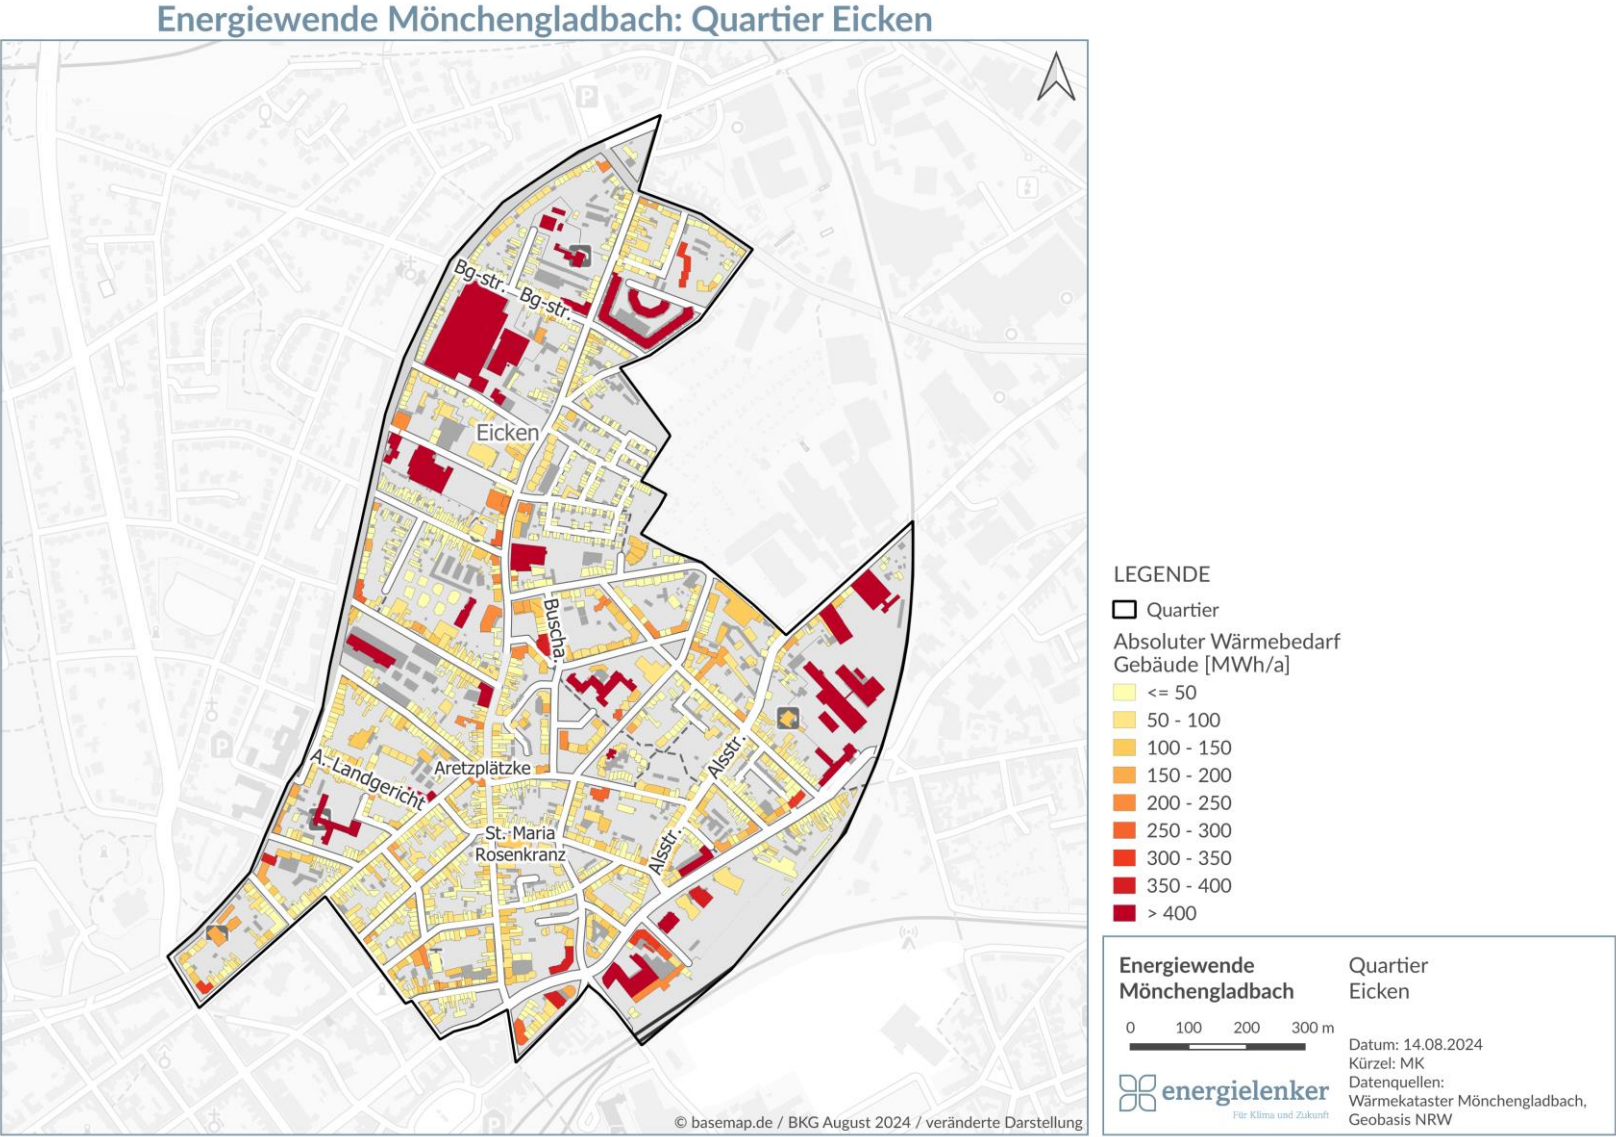 Energiewende Mönchengladbach: Quartier Eicken
P
Bg-str.
Bg-str.
Eicken
Buscha.
Alsstr.
A.-Landgericht
Aretzplätzke
St. Maria
Rosenkranz
Alsstr.
P
P
© basemap.de / BKG August 2024 / veränderte Darstellung
LEGENDE
Quartier
Absoluter Wärmebedarf
Gebäude [MWh/a]
<= 50
50 - 100
100 - 150
150 - 200
200 - 250
250 - 300
300 - 350
350 - 400
> 400
Energiewende
Mönchengladbach
0 100 200 300 m
energielenker
Für Klima und Zukunft
Quartier
Eicken
Datum: 14.08.2024
Kürzel: MK
Datenquellen:
Wärmekataster Mönchengladbach,
Geobasis NRW